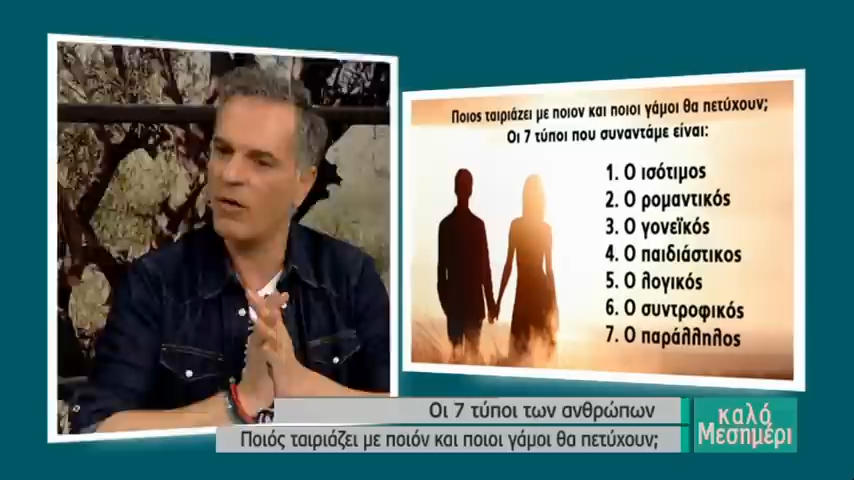 Ποιος ταιριάζει με ποιον και ποιοι γάμοι θα πετύχουν;
Οι 7 τύποι που συναντάμε είναι:
1. Ο ισότιμος
2. Ο ρομαντικός
3. Ο γονεϊκός
4. Ο παιδιάστικος
5. Ο λογικός
6. Ο συντροφικός
7. Ο παράλληλος
Οι 7 τύποι των ανθρώπων
Ποιός ταιριάζει με ποιόν και ποιοι γάμοι θα πετύχουν;
καλό
Μεσημέρι